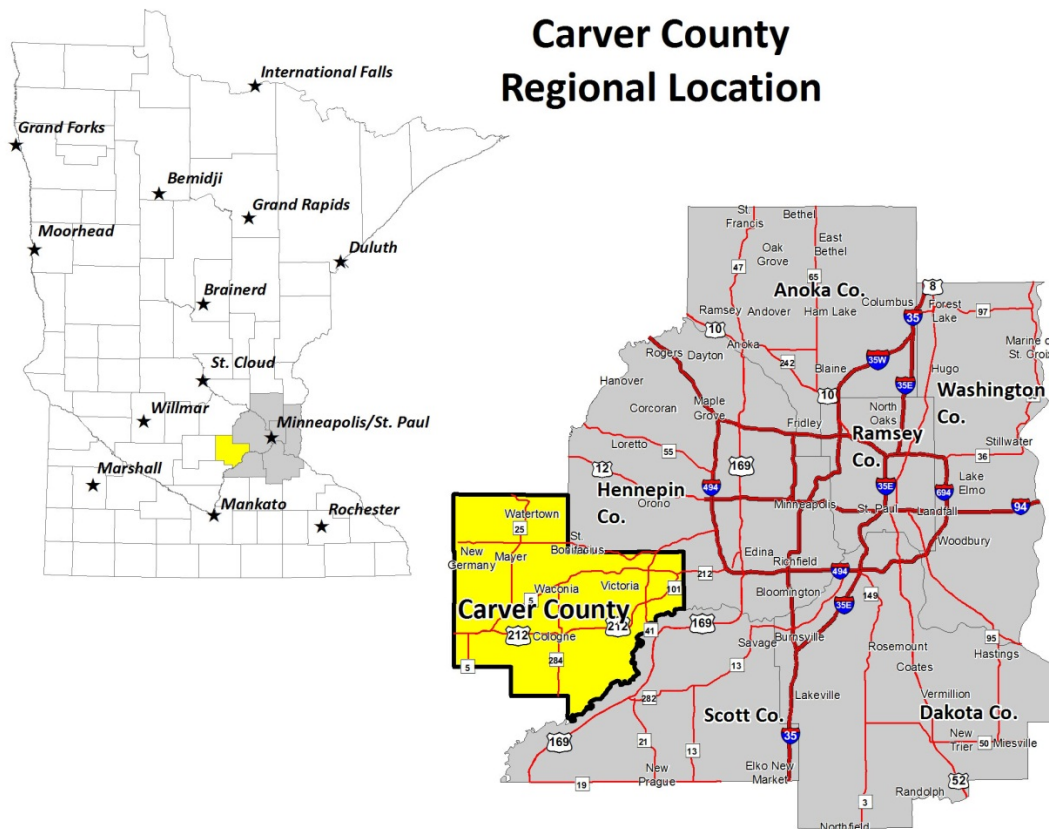 Carver County
Regional Location
International Falls
Grand Forks
Bemidji
Grand Rapids
Moorhead
Duluth
Brainerd
St. Cloud
Willmar
Minneapolis/St. Paul
Marshall
Mankato
Rochester
St.
Francis
Bethel
Oak
Grove
East
Bethel
47
65
Anoka Co.
8
Columbus
Forest
Lake
97
Ramsey
Andover
Ham Lake
35
10
Anoka
Marine on
St. Croix
Rogers
Dayton
242
Blaine
35W
35E
Hugo
Hanover
10
Washington
Co.
Corcoran
Maple
Grove
North
Oaks
Fridley
Ramsey
Co.
Stillwater
36
Loretto
55
169
12
Lake
Elmo
Hennepin
Co.
494
35E
694
Orono
Minneapolis
St. Paul
Landfall
94
Watertown
25
St.
Bonifacius
Woodbury
New
Germany
Mayer
Edina
Richfield
Waconia
Victoria
212
494
101
Bloomington
149
5
35E
Carver County
212
212
Cologne
41
169
Savage
Burnsville
95
Rosemount
Hastings
5
284
13
Coates
282
Lakeville
Vermillion
Scott Co.
Dakota Co.
169
21
13
35
New
Trier
50
Miesville
New
Prague
Elko New
Market
19
52
Randolph
3
Northfield